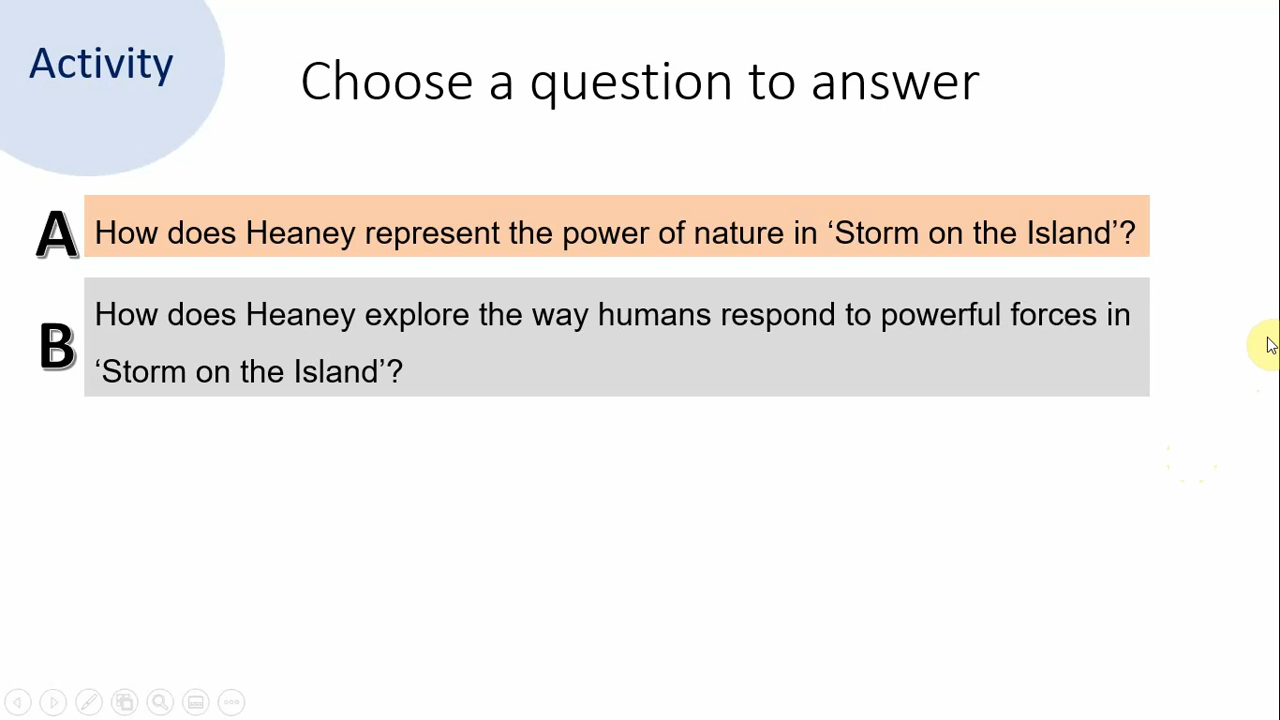 Activity
Choose a question to answer
A
How does Heaney represent the power of nature in ‘Storm on the Island’?
B
How does Heaney explore the way humans respond to powerful forces in
‘Storm on the Island’?